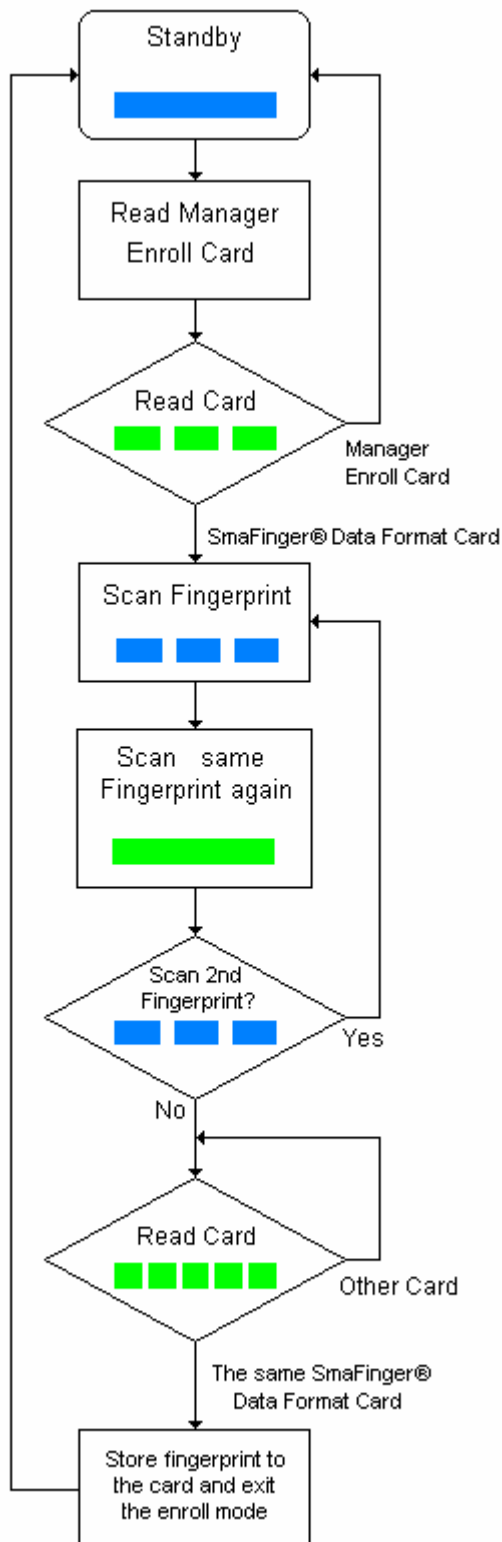 Standby
Read Manager
Enroll Card
Read Card
Manager
Enroll Card
SmaFinger® Data Format Card
Scan Fingerprint
Scan same
Fingerprint again
Scan 2nd
Fingerprint?
Yes
No
Read Card
Other Card
The same SmaFinger®
Data Format Card
Store fingerprint to
the card and exit
the enroll mode